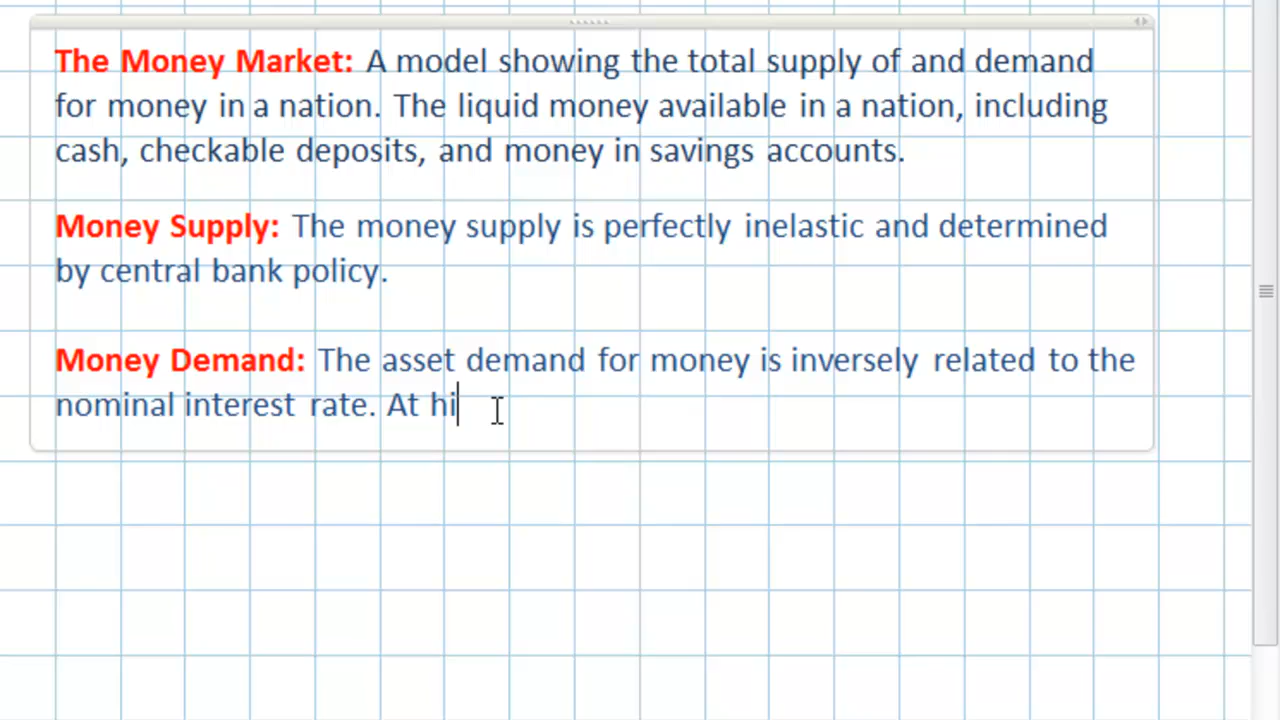 The Money Market: A model showing the total supply of and demand
for money in a nation. The liquid money available in a nation, including
cash, checkable deposits, and money in savings accounts.
Money Supply: The money supply is perfectly inelastic and determined
by central bank policy.
Money Demand: The asset demand for money is inversely related to the
nominal interest rate. At hi